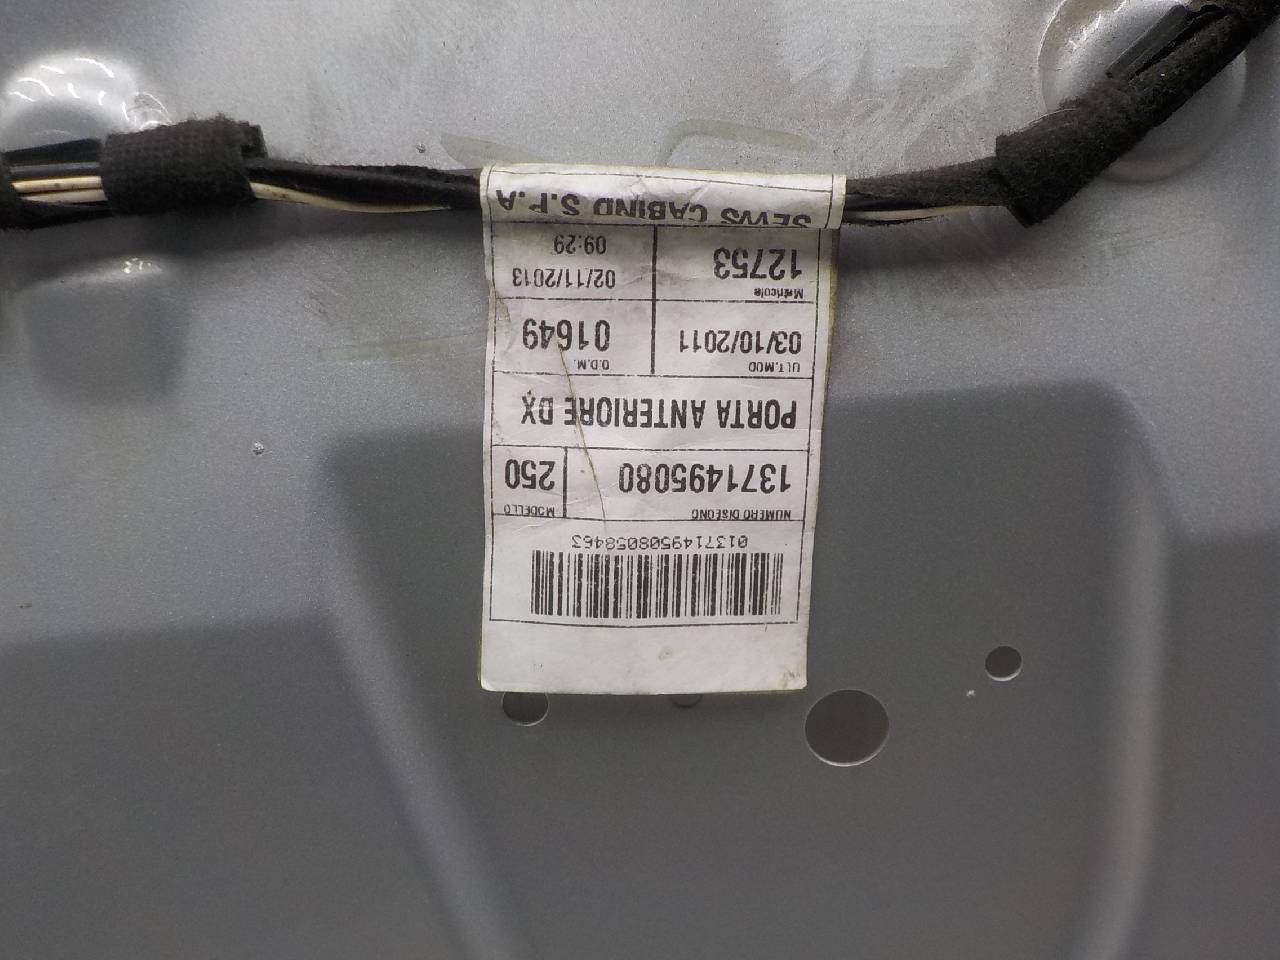 0137149508058463
NUMERO DISEGNO MODELLO
1371495080 250
PORTA ANTERIORE DX
ULT.MOD O.D.M.
03/10/2011 01649
Matricola 02/11/2013
12753 09:29
SEWS CABIND S.P.A